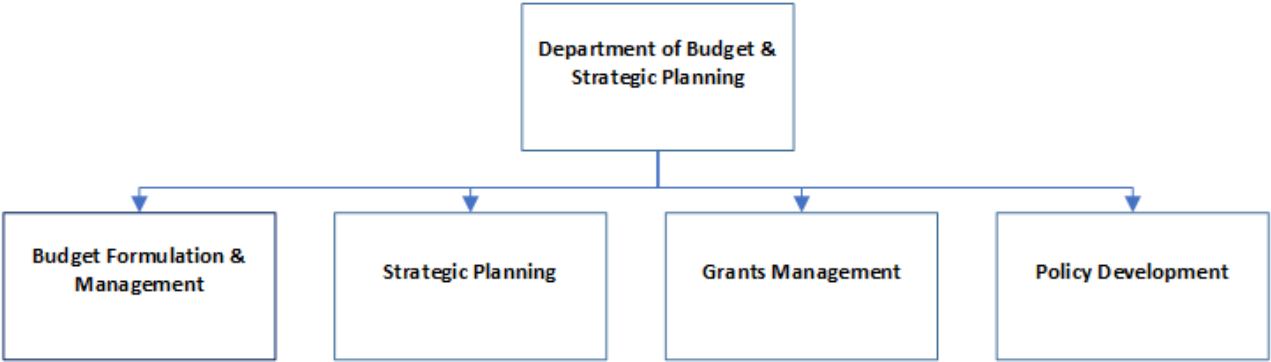 Department of Budget &
Strategic Planning
Budget Formulation &
Management
Strategic Planning
Grants Management
Policy Development